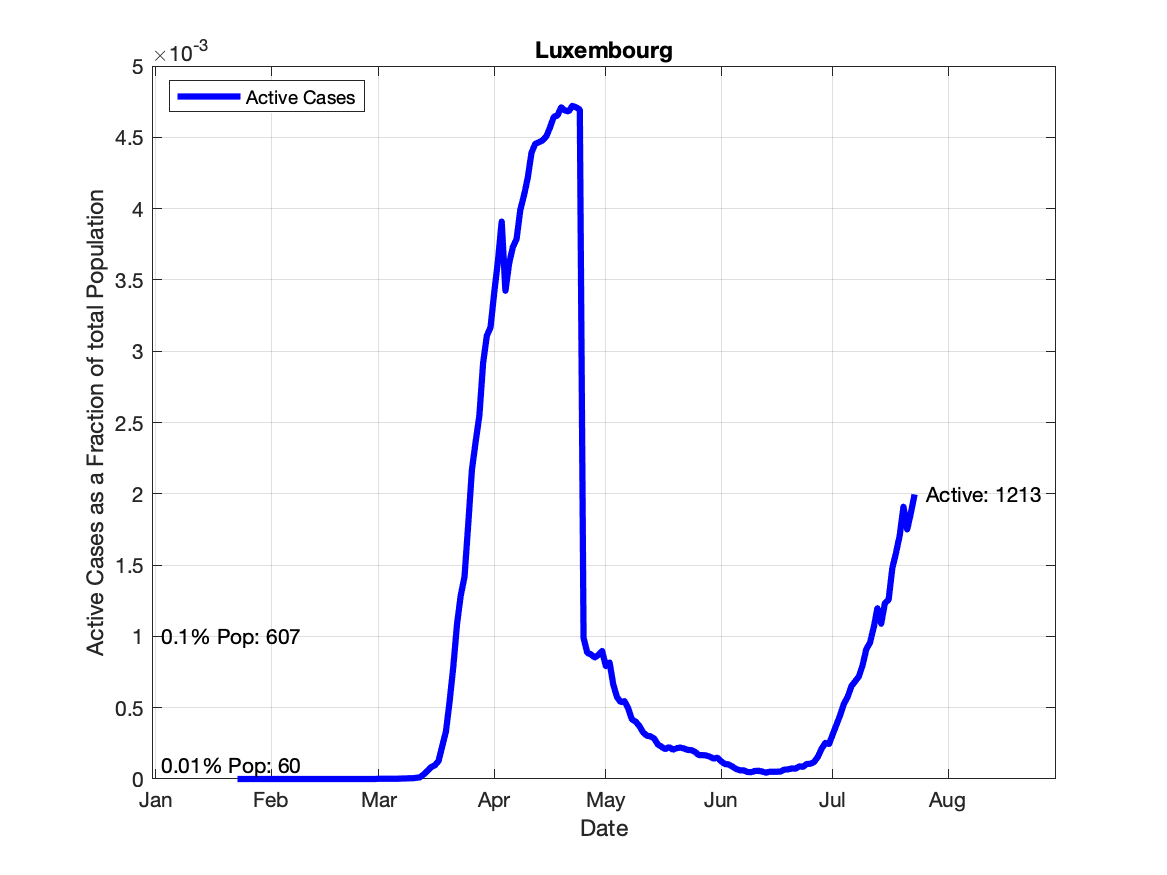 ×10-3
Luxembourg
Active Cases
Active Cases as a Fraction of total Population
5
4.5
4
3.5
3
2.5
2
1.5
1
0.5
0
Active: 1213
0.1% Pop: 607
0.01% Pop: 60
Jan Feb Mar Apr May Jun Jul Aug
Date